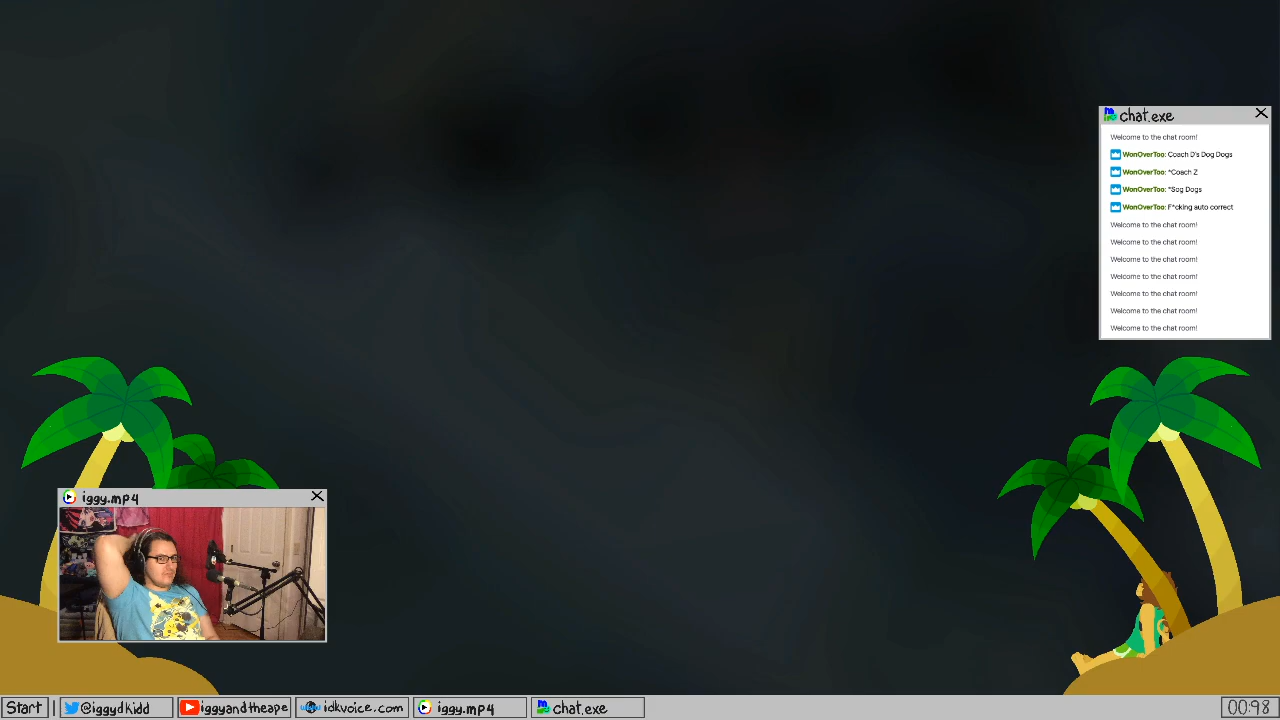 chat.exe
Welcome to the chat room!
WonOverToo: Coach D's Dog Dogs
WonOverToo: *Coach Z
WonOverToo: *Sog Dogs
WonOverToo: F*cking auto correct
Welcome to the chat room!
Welcome to the chat room!
Welcome to the chat room!
Welcome to the chat room!
Welcome to the chat room!
Welcome to the chat room!
Welcome to the chat room!
iggy.mp4
Start | @iggydkidd iggyandtheape idkvoice.com iggy.mp4 chat.exe 00:98